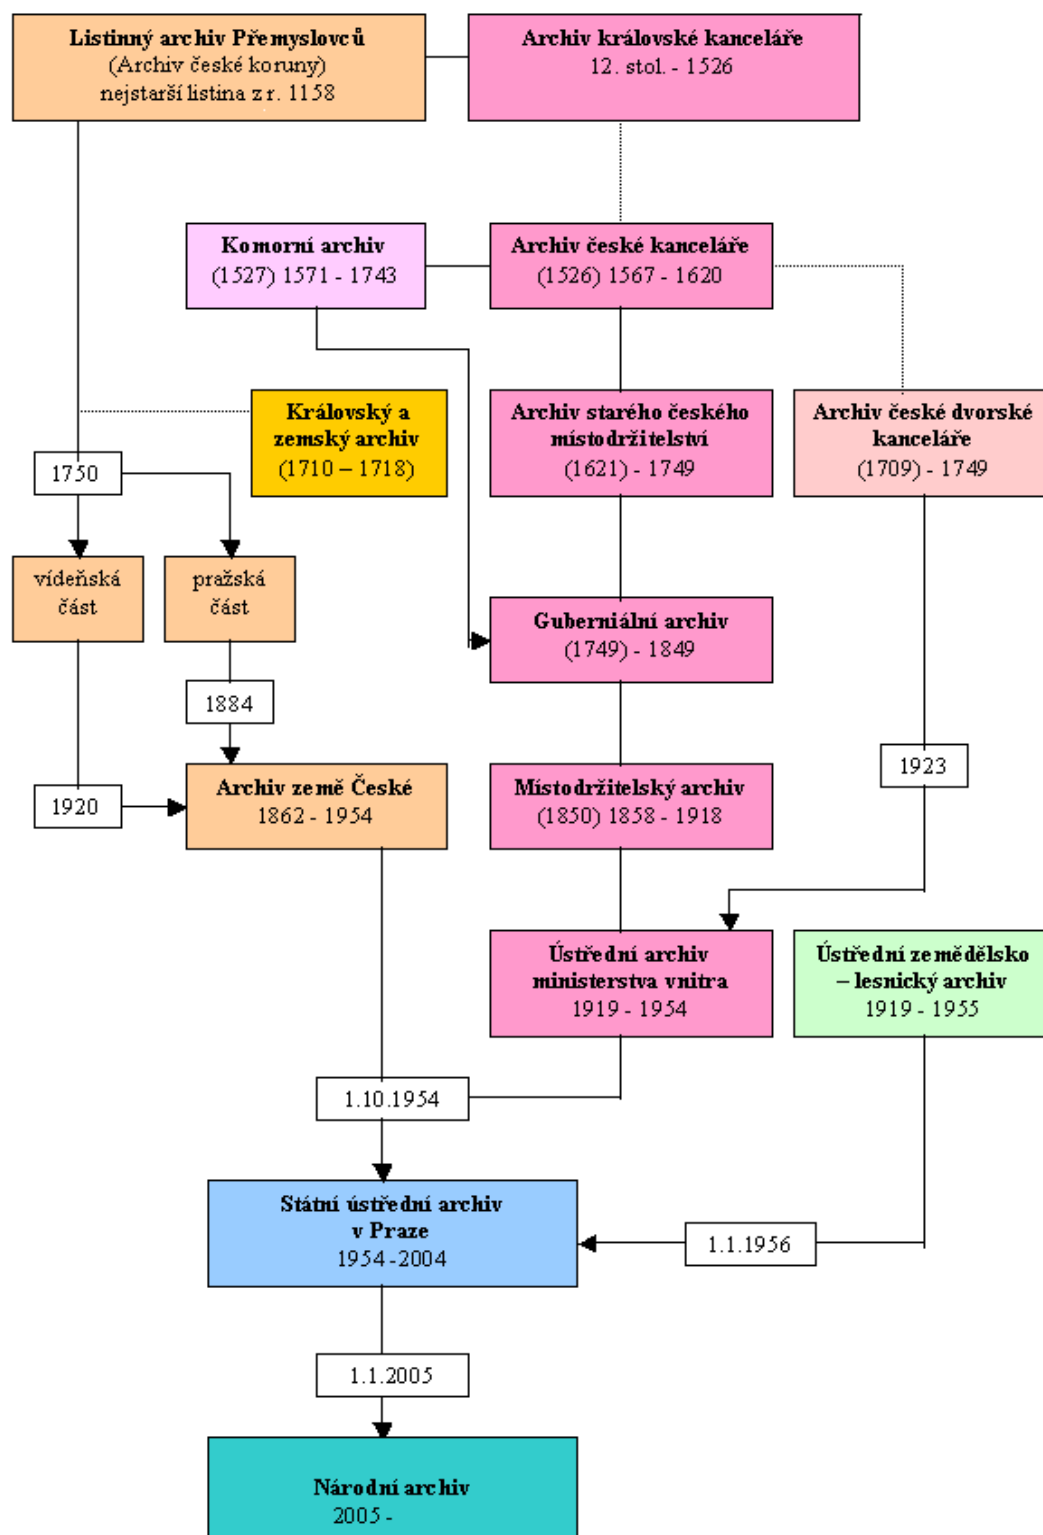 Listinný archiv Přemyslovců
(Archiv české koruny)
nejstarší listina z r. 1158
Archiv královské kanceláře
12. stol. - 1526
Komorní archiv
(1527) 1571 - 1743
Archiv české kanceláře
(1526) 1567 - 1620
Královský a
zemský archiv
(1710 – 1718)
Archiv starého českého
místodržitelství
(1621) - 1749
Archiv české dvorské
kanceláře
(1709) - 1749
1750
vídeňská
část
pražská
část
Guberniální archiv
(1749) - 1849
1884
1923
1920
Archiv země České
1862 - 1954
Místodržitelský archiv
(1850) 1858 - 1918
Ústřední archiv
ministerstva vnitra
1919 - 1954
Ústřední zemědělsko
– lesnický archiv
1919 - 1955
1.10.1954
Státní ústřední archiv
v Praze
1954 -2004
1.1.1956
1.1.2005
Národní archiv
2005 -